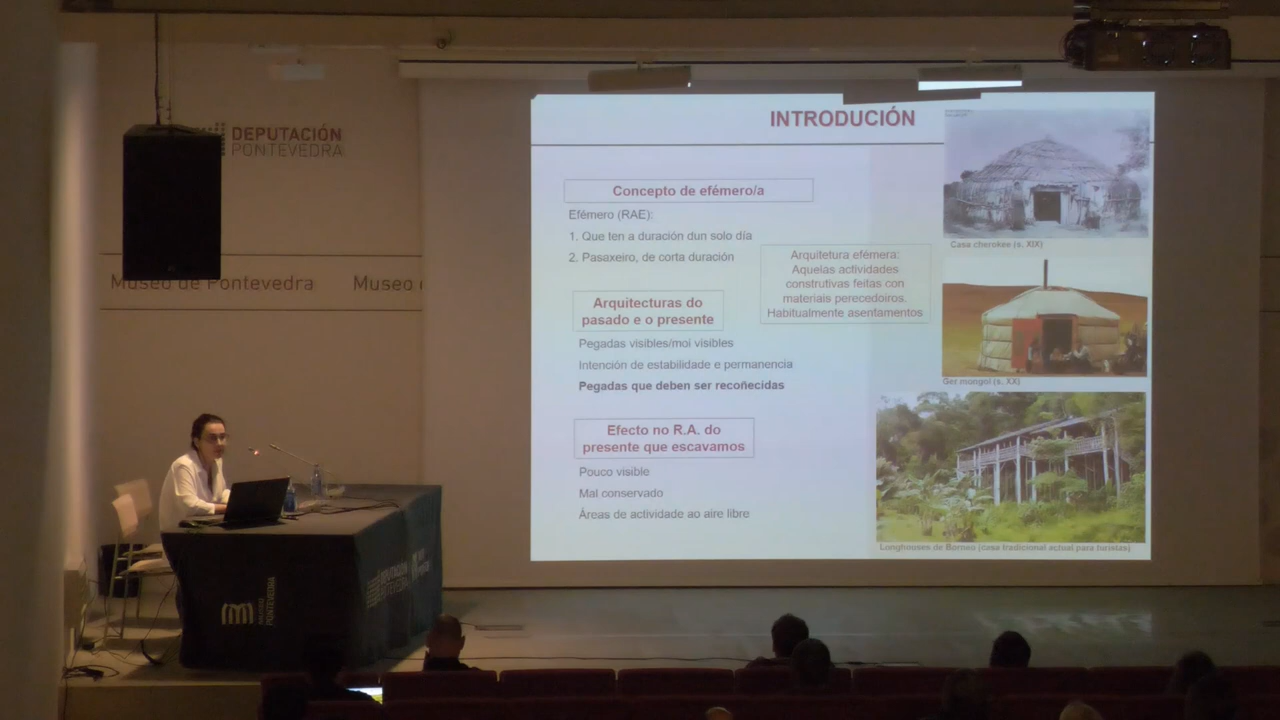 DEPUTACIÓN
PONTEVEDRA
Museo de Pontevedra
Museo
INTRODUCIÓN
Concepto de efémero/a
Efémero (RAE):
1. Que ten a duración dun solo día
2. Pasaxeiro, de corta duración
Arquitetura efémera:
Aquelas actividades
construtivas feitas con
materiais perecedoiros.
Habitualmente asentamentos
Arquitecturas do
pasado e o presente
Pegadas visibles/moi visibles
Intención de estabilidade e permanencia
Pegadas que deben ser recoñecidas
Efecto no R.A. do
presente que escavamos
Pouco visible
Mal conservado
Áreas de actividade ao aire libre
Casa cherokee (s. XIX)
Ger mongol (s. XX)
Longhouses de Borneo (casa tradicional actual para turistas)
MUSEO
PONTEVEDRA
DEPUTACIÓN
PONTEVEDRA